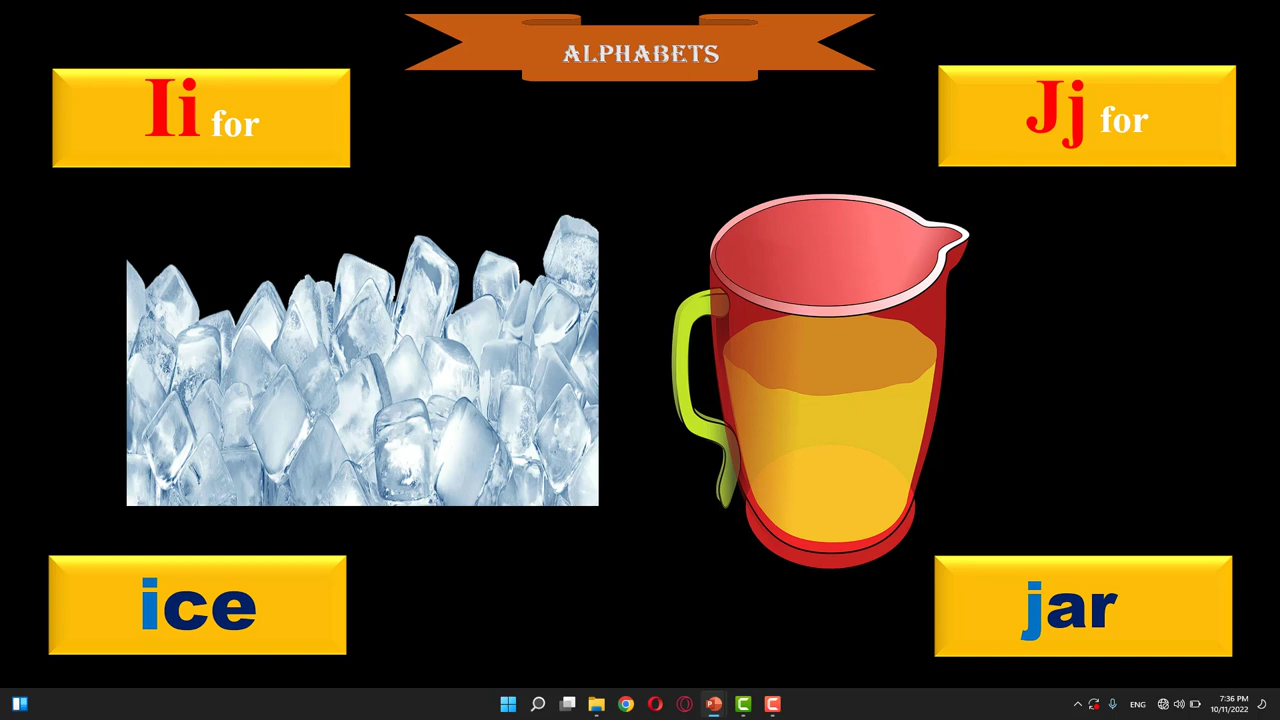 ALPHABETS
Ii for
Jj for
ice
jar
ENG
7:36 PM
10/11/2022